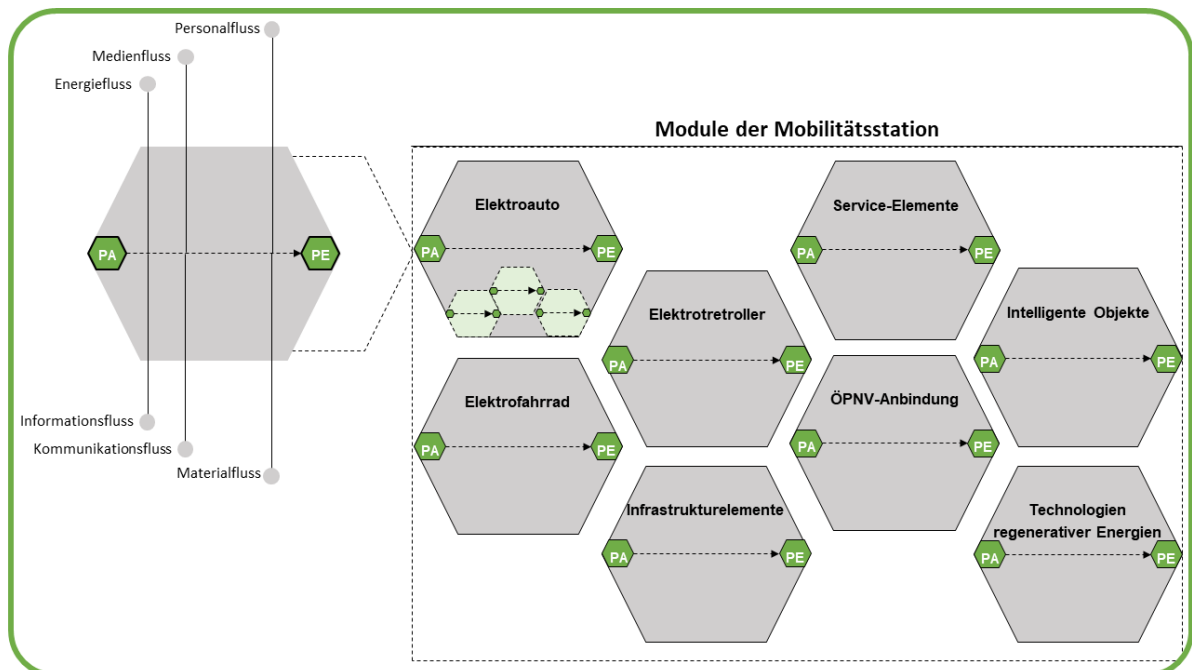 Personalfluss
Medienfluss
Energiefluss
PA
PE
Informationsfluss
Kommunikationsfluss
Materialfluss
Module der Mobilitätsstation
Elektroauto
PA
PE
Service-Elemente
PA
PE
Elektrotretroller
PA
PE
Intelligente Objekte
PA
PE
Elektrofahrrad
PA
PE
ÖPNV-Anbindung
PA
PE
Infrastrukturelemente
PA
PE
Technologien
regenerativer Energien
PA
PE